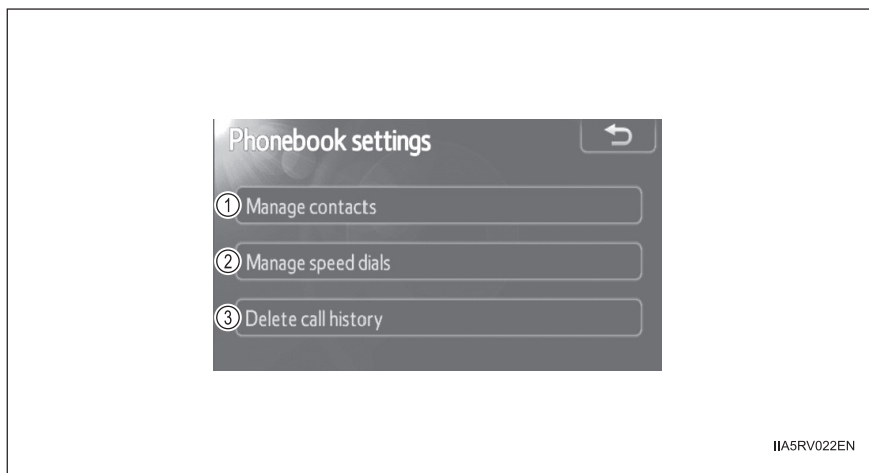 Phonebook settings
① Manage contacts
② Manage speed dials
③ Delete call history
IIA5RV022EN